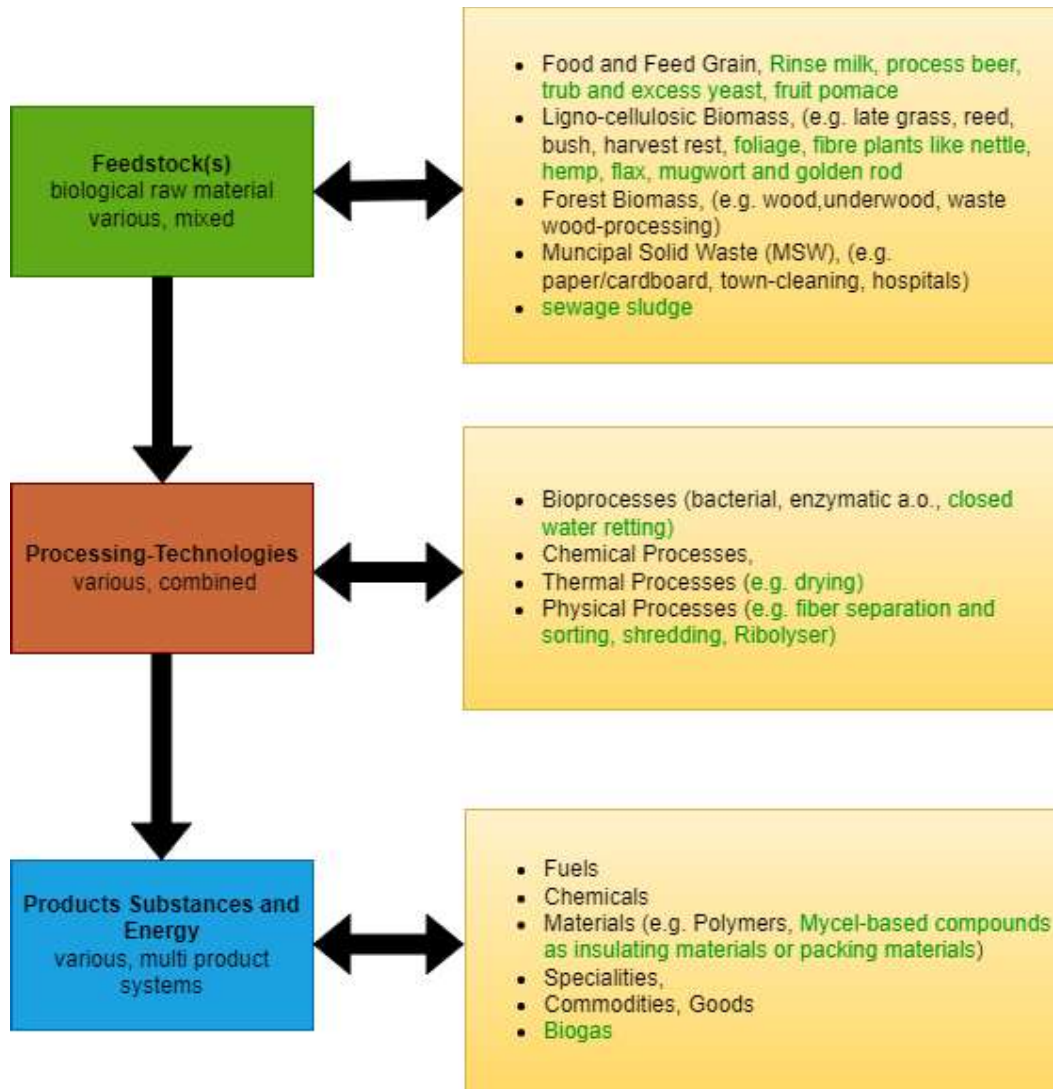 Feedstock(s)
biological raw material
various, mixed
• Food and Feed Grain, Rinse milk, process beer,
trub and excess yeast, fruit pomace
• Ligno-cellulosic Biomass, (e.g. late grass, reed,
bush, harvest rest, foliage, fibre plants like nettle,
hemp, flax, mugwort and golden rod
• Forest Biomass, (e.g. wood,underwood, waste
wood-processing)
• Muncipal Solid Waste (MSW), (e.g.
paper/cardboard, town-cleaning, hospitals)
• sewage sludge
Processing-Technologies
various, combined
• Bioprocesses (bacterial, enzymatic a.o., closed
water retting)
• Chemical Processes,
• Thermal Processes (e.g. drying)
• Physical Processes (e.g. fiber separation and
sorting, shredding, Ribolyser)
Products Substances and
Energy
various, multi product
systems
• Fuels
• Chemicals
• Materials (e.g. Polymers, Mycel-based compounds
as insulating materials or packing materials)
• Specialities,
• Commodities, Goods
• Biogas